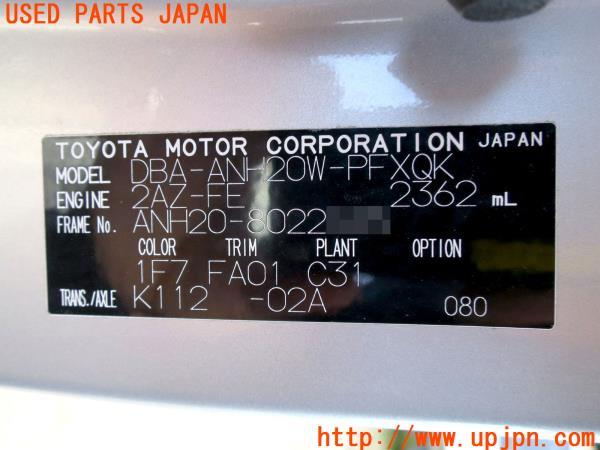 USED PARTS JAPAN
TOYOTA MOTOR CORPORATION JAPAN
MODEL DBA-ANH20W-PFXQK
ENGINE 2AZ-FE 2362 mL
FRAME No. ANH20-8022
COLOR TRIM PLANT OPTION
1F7 FA01 C31
TRANS./AXLE K112 -02A 080
http://www.upjpn.com